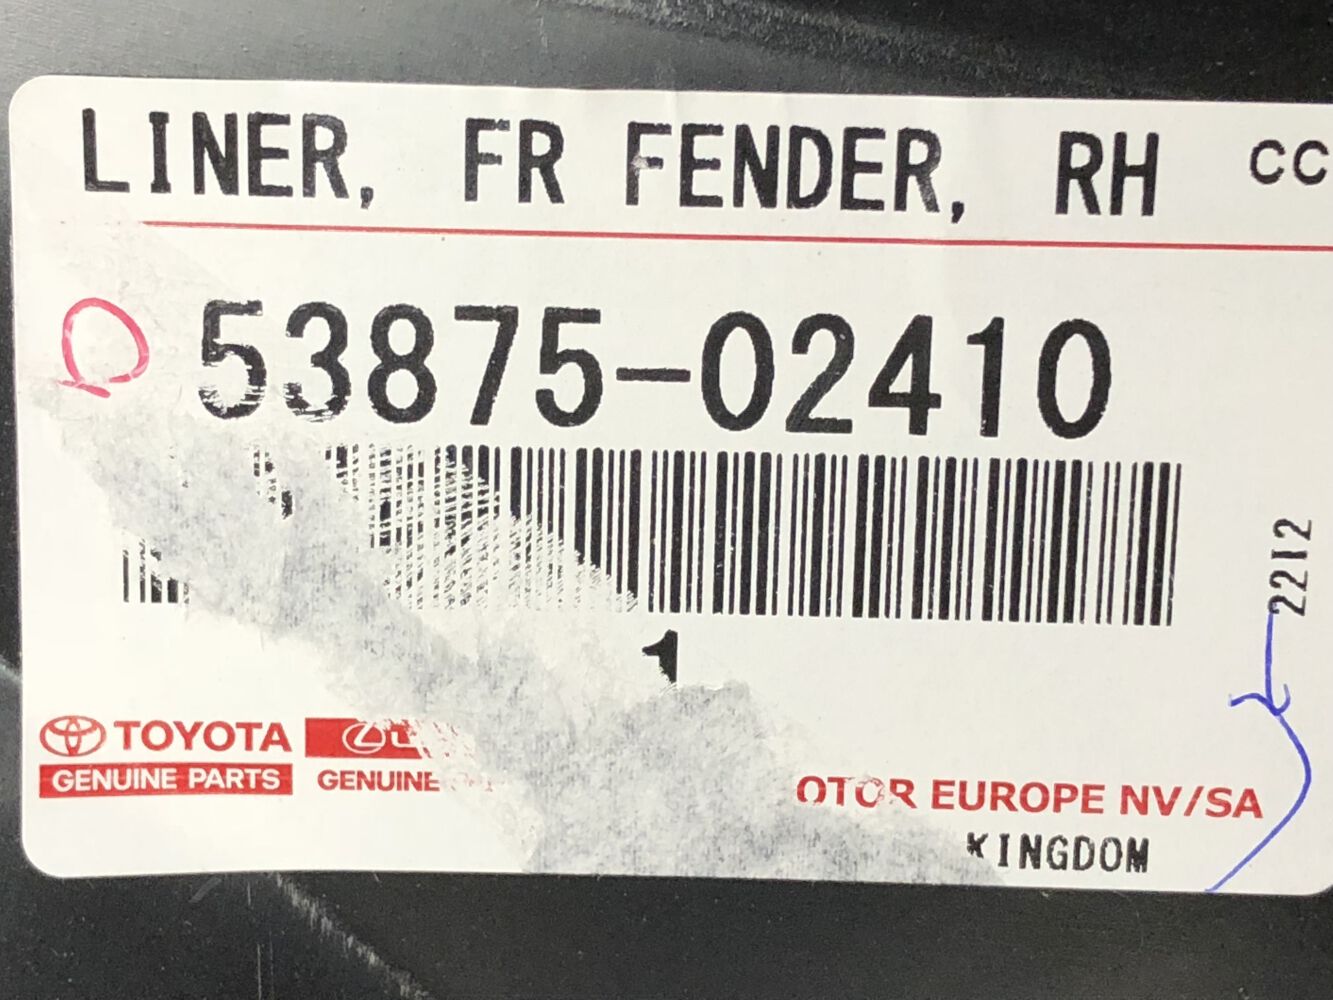 LINER, FR FENDER, RH CC
53875-02410
2212
1
TOYOTA
GENUINE PARTS GENUINE
OTOR EUROPE NV/SA
KINGDOM